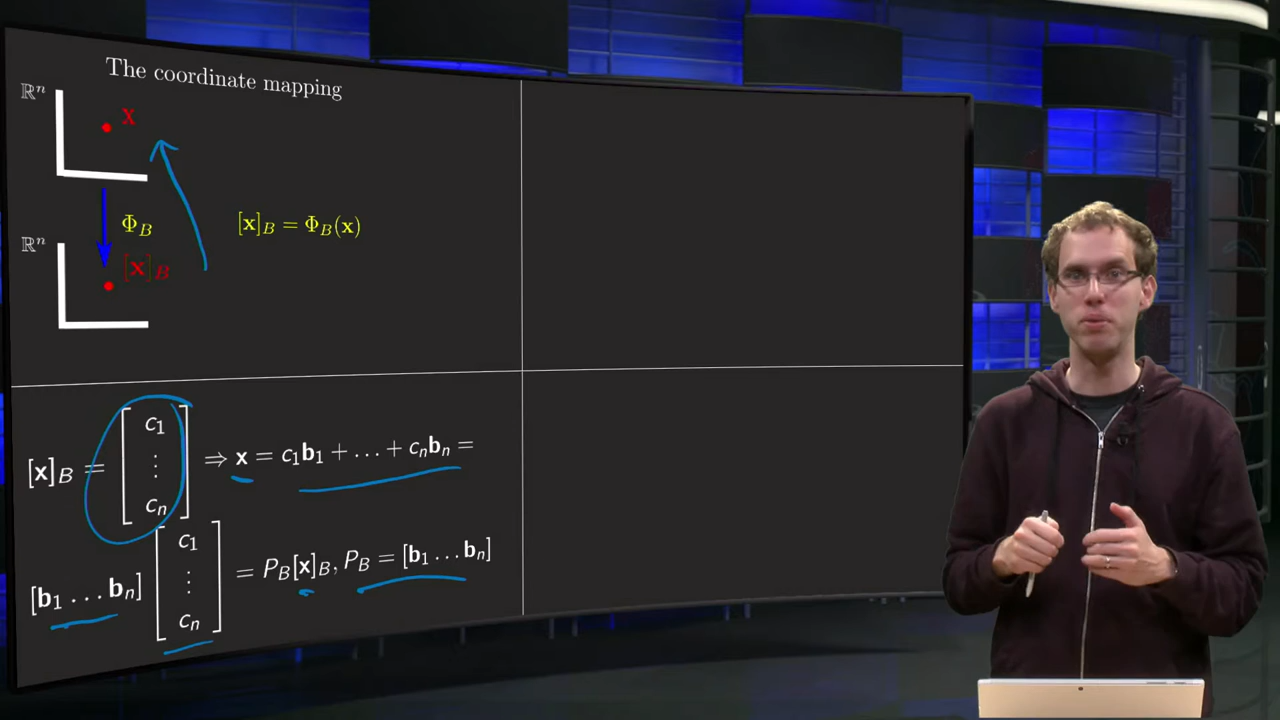 The coordinate mapping
ℝⁿ
x
Φ_B
[x]_B = Φ_B(x)
ℝⁿ
[x]_B
[x]_B = [c₁ ⋮ cₙ] ⇒ x = c₁b₁ + … + cₙbₙ =
[b₁ … bₙ] [c₁ ⋮ cₙ] = P_B[x]_B, P_B = [b₁ … bₙ]